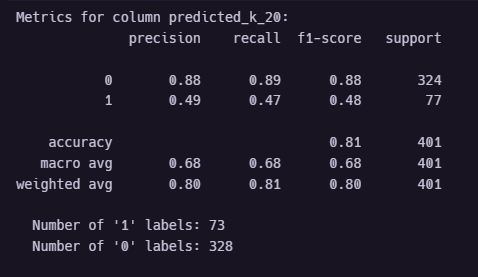 Metrics for column predicted_k_20:
precision recall f1-score support
0 0.88 0.89 0.88 324
1 0.49 0.47 0.48 77
accuracy 0.81 401
macro avg 0.68 0.68 0.68 401
weighted avg 0.80 0.81 0.80 401
Number of '1' labels: 73
Number of '0' labels: 328